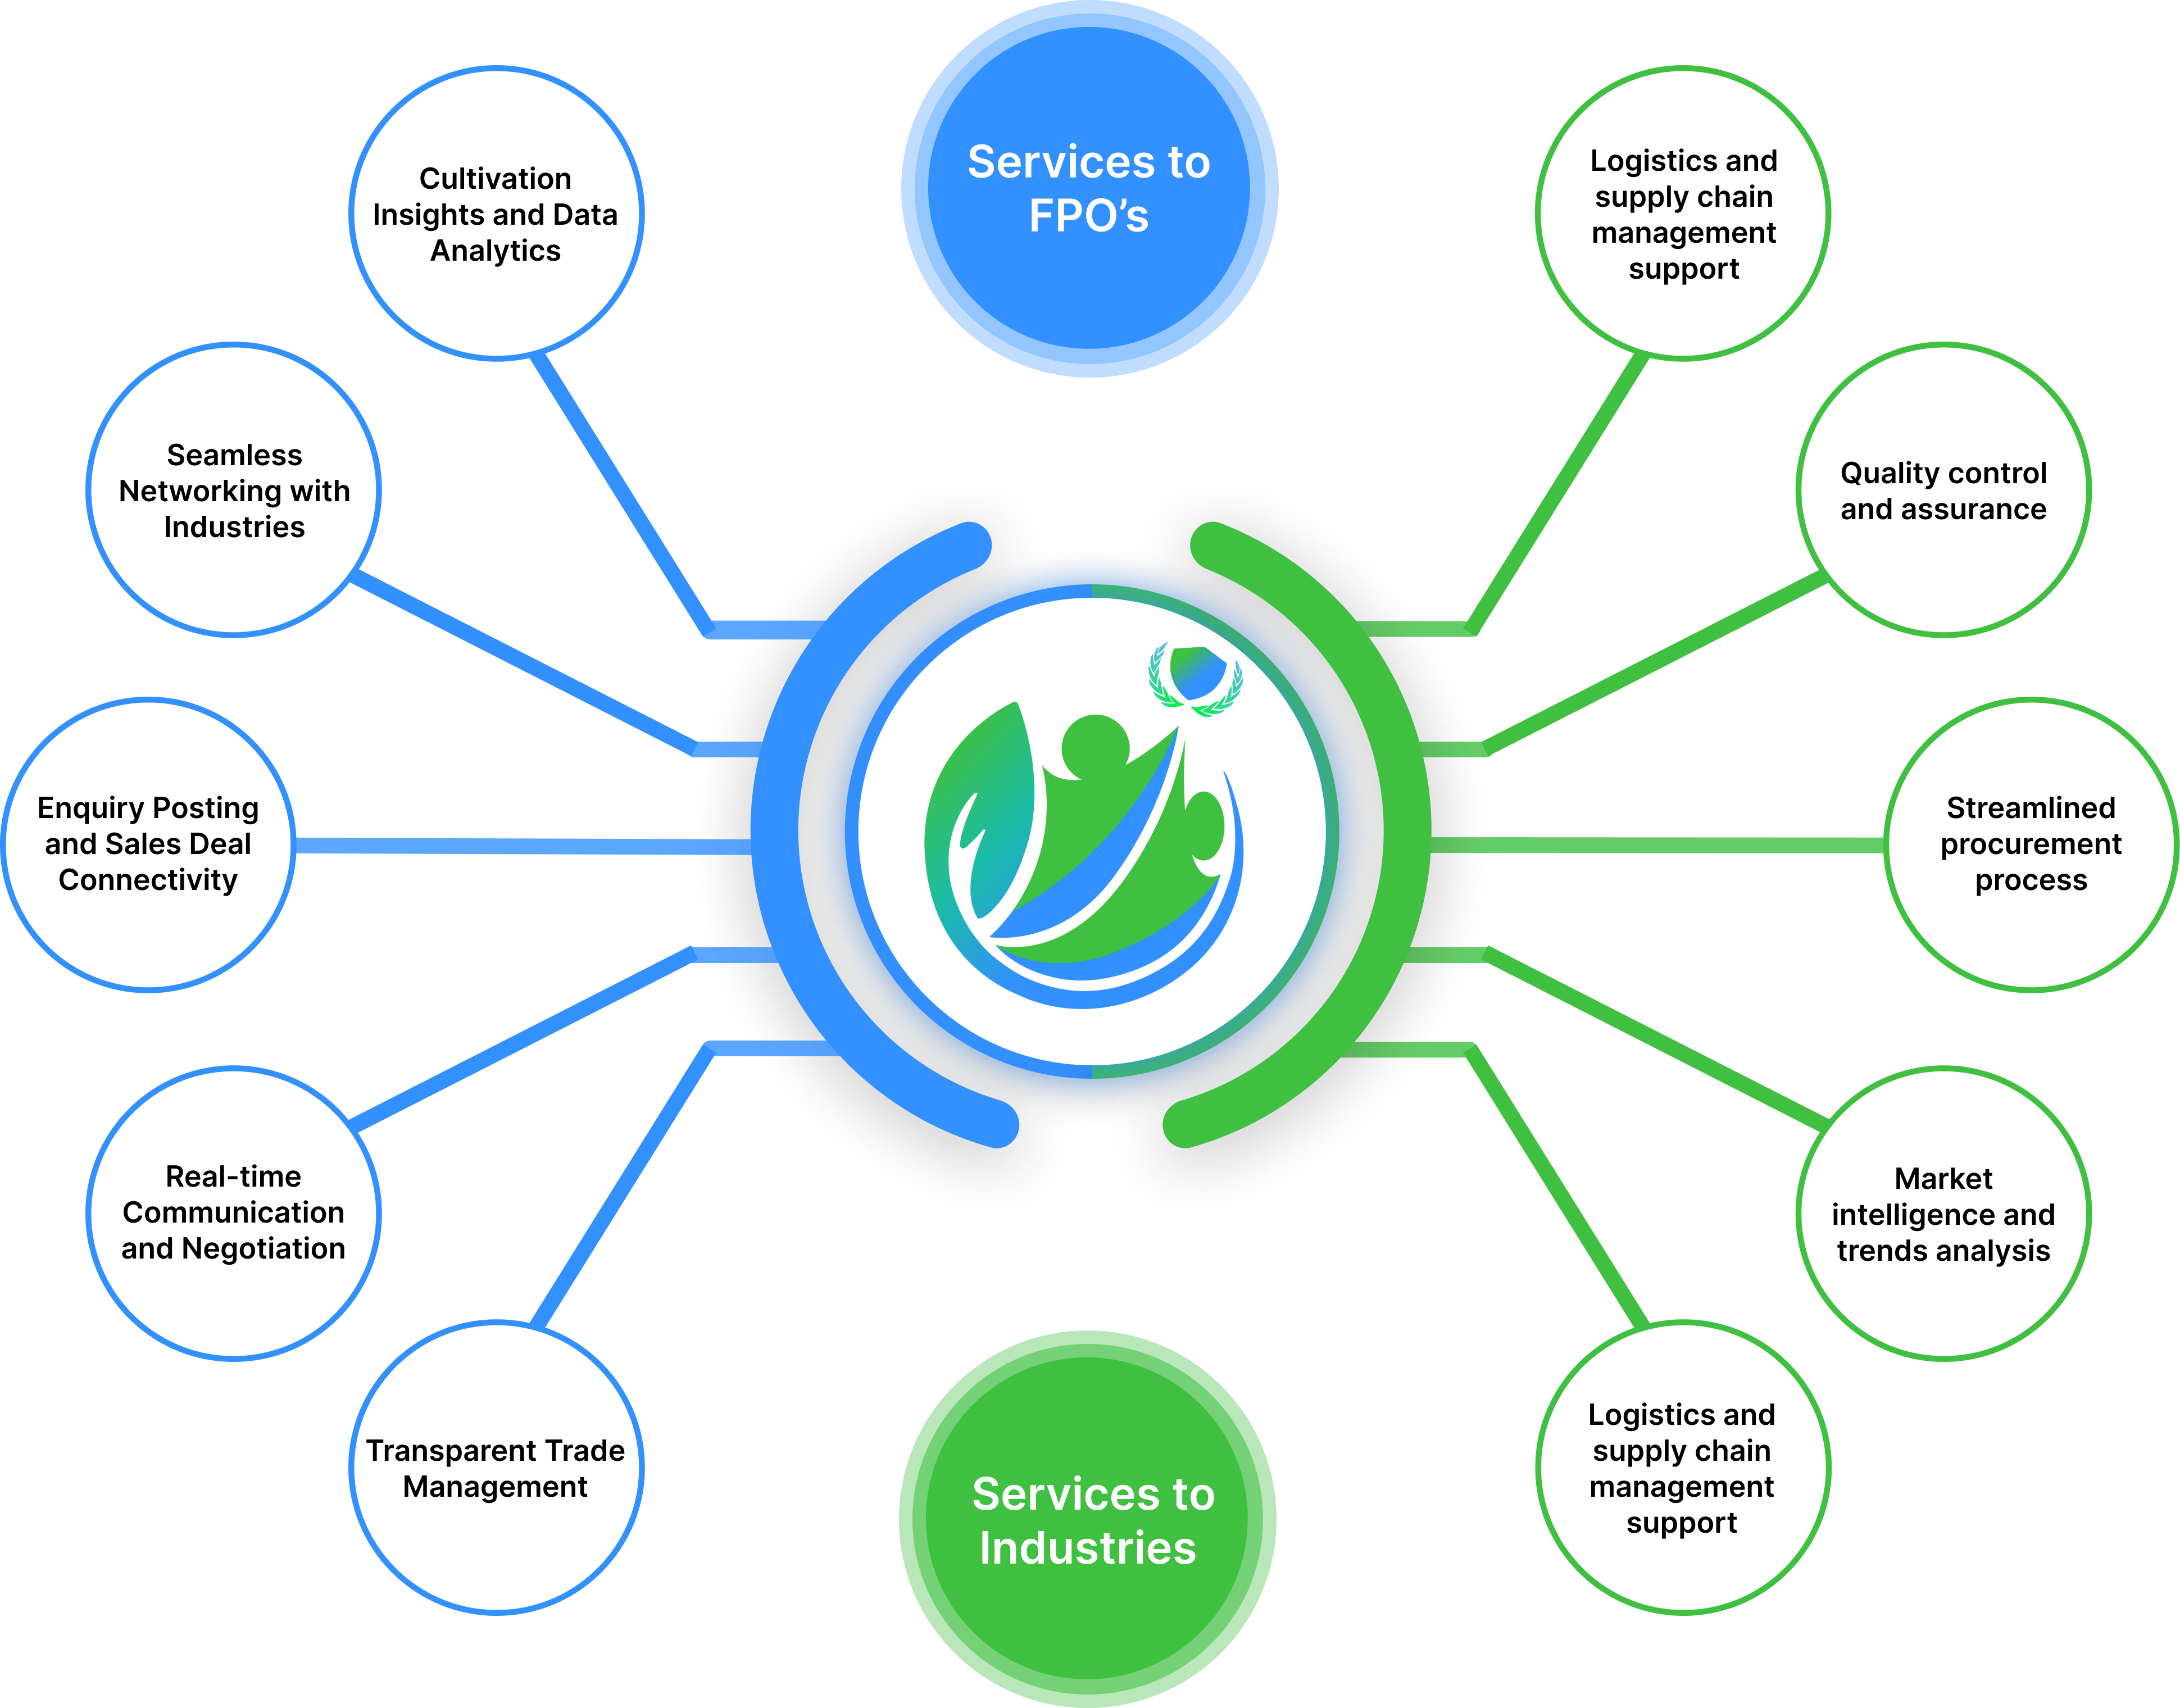 Services to
FPO’s
Cultivation
Insights and Data
Analytics
Seamless
Networking with
Industries
Enquiry Posting
and Sales Deal
Connectivity
Real-time
Communication
and Negotiation
Transparent Trade
Management
Logistics and
supply chain
management
support
Quality control
and assurance
Streamlined
procurement
process
Market
intelligence and
trends analysis
Logistics and
supply chain
management
support
Services to
Industries